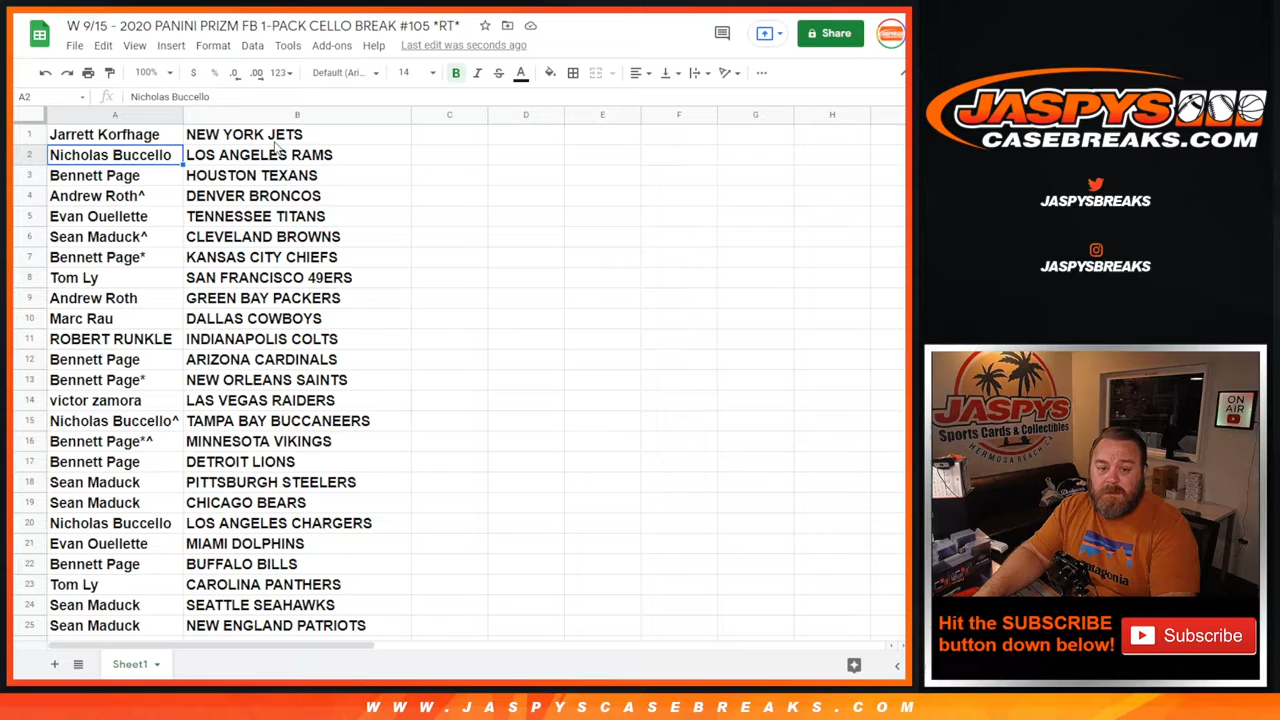 W 9/15 - 2020 PANINI PRIZM FB 1-PACK CELLO BREAK #105 *RT*
File Edit View Insert Format Data Tools Add-ons Help Last edit was seconds ago
Share
100% $ % .0 .00 123 Default (Ari... 14 B I S A
A2 fx Nicholas Buccello
A B C D E F G H
1 Jarrett Korfhage NEW YORK JETS
2 Nicholas Buccello LOS ANGELES RAMS
3 Bennett Page HOUSTON TEXANS
4 Andrew Roth^ DENVER BRONCOS
5 Evan Ouellette TENNESSEE TITANS
6 Sean Maduck^ CLEVELAND BROWNS
7 Bennett Page* KANSAS CITY CHIEFS
8 Tom Ly SAN FRANCISCO 49ERS
9 Andrew Roth GREEN BAY PACKERS
10 Marc Rau DALLAS COWBOYS
11 ROBERT RUNKLE INDIANAPOLIS COLTS
12 Bennett Page ARIZONA CARDINALS
13 Bennett Page* NEW ORLEANS SAINTS
14 victor zamora LAS VEGAS RAIDERS
15 Nicholas Buccello^ TAMPA BAY BUCCANEERS
16 Bennett Page*^ MINNESOTA VIKINGS
17 Bennett Page DETROIT LIONS
18 Sean Maduck PITTSBURGH STEELERS
19 Sean Maduck CHICAGO BEARS
20 Nicholas Buccello LOS ANGELES CHARGERS
21 Evan Ouellette MIAMI DOLPHINS
22 Bennett Page BUFFALO BILLS
23 Tom Ly CAROLINA PANTHERS
24 Sean Maduck SEATTLE SEAHAWKS
25 Sean Maduck NEW ENGLAND PATRIOTS
Sheet1
JASPYS
CASEBREAKS.COM
JASPYSBREAKS
JASPYSBREAKS
JASPYS
Sports Cards & Collectibles
HERMOSA BEACH CA
ON
AIR
Dodgers
patagonia
Hit the SUBSCRIBE
button down below!
Subscribe
WWW.JASPYSCASEBREAKS.COM